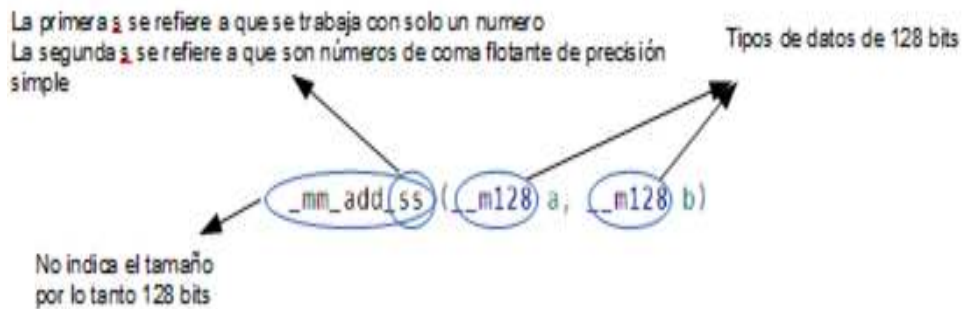 La primera s se refiere a que se trabaja con solo un numero
La segunda s se refiere a que son números de coma flotante de precisión
simple
Tipos de datos de 128 bits
_mm_add_ss (__m128 a, __m128 b)
No indica el tamaño
por lo tanto 128 bits